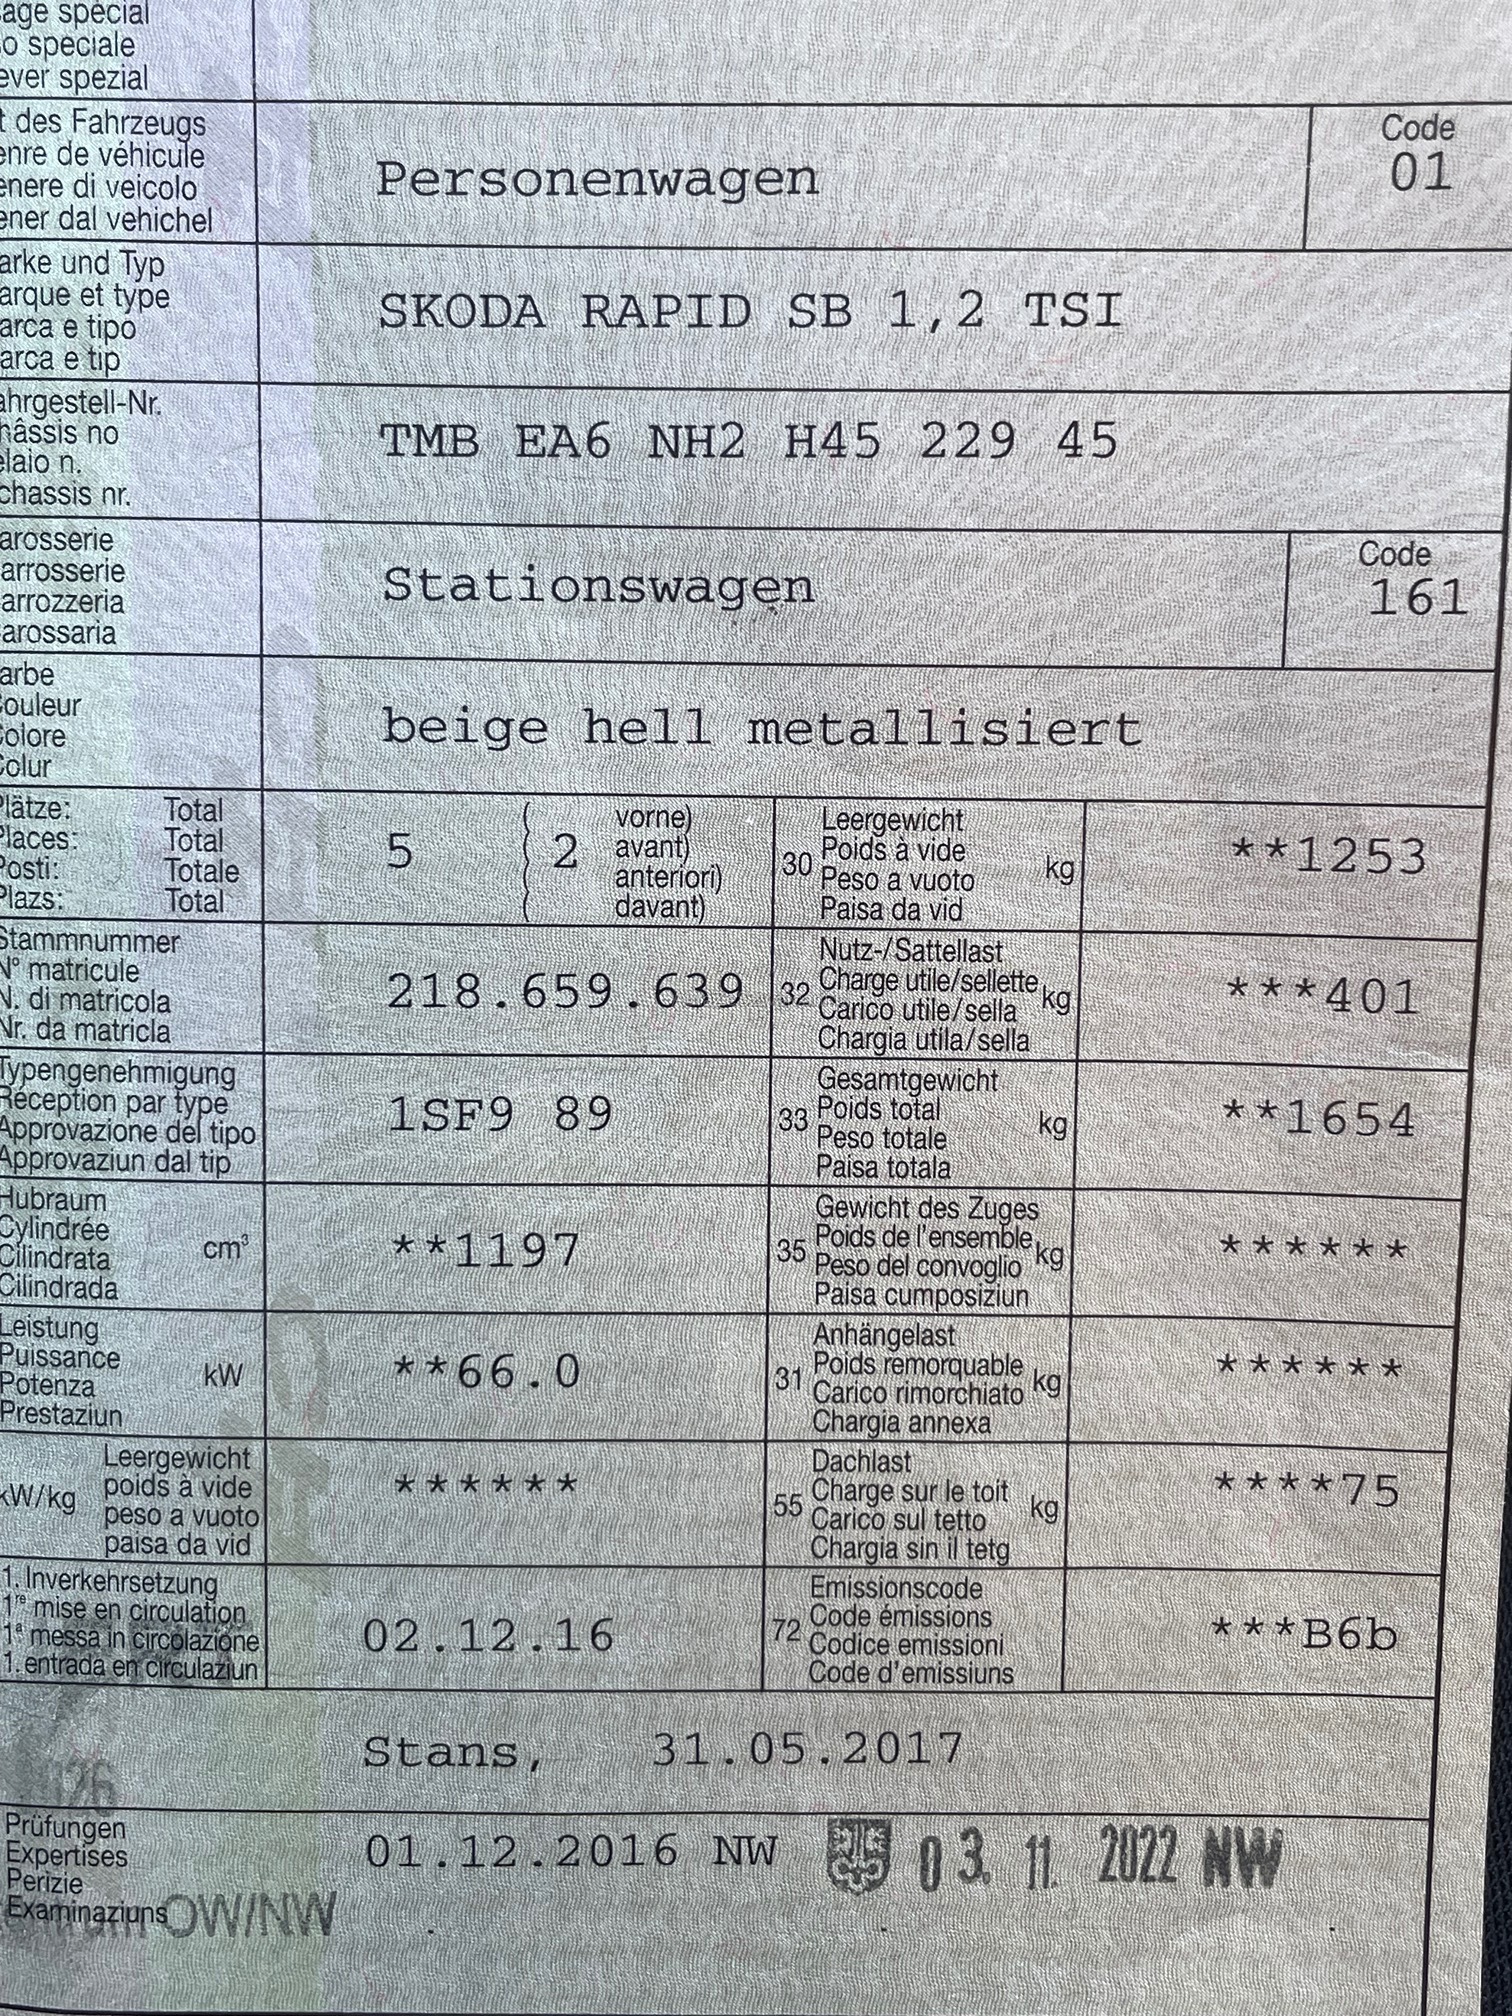 age spécial
so speciale
ever spezial
t des Fahrzeugs
enre de véhicule
enere di veicolo
ener dal vehichel
Personenwagen
Code
01
arke und Typ
arque et type
arca e tipo
arca e tip
SKODA RAPID SB 1,2 TSI
ahrgestell-Nr.
hâssis no
elaio n.
chassis nr.
TMB EA6 NH2 H45 229 45
arosserie
arrosserie
arrozzeria
arossaria
Stationswagen
Code
161
arbe
Couleur
Colore
Colur
beige hell metallisiert
Plätze: Total
Places: Total
Posti: Totale
Plazs: Total
5 ( 2
vorne)
avant)
anteriori)
davant)
30
Leergewicht
Poids à vide
Peso a vuoto
Paisa da vid
kg
**1253
Stammnummer
N° matricule
N. di matricola
Nr. da matricla
218.659.639
32
Nutz-/Sattellast
Charge utile/sellette
Carico utile/sella
Chargia utila/sella
kg
***401
Typengenehmigung
Réception par type
Approvazione del tipo
Approvaziun dal tip
1SF9 89
33
Gesamtgewicht
Poids total
Peso totale
Paisa totala
kg
**1654
Hubraum
Cylindrée
Cilindrata
Cilindrada
cm³
**1197
35
Gewicht des Zuges
Poids de l'ensemble
Peso del convoglio
Paisa cumposiziun
kg
******
Leistung
Puissance
Potenza
Prestaziun
kW
**66.0
31
Anhängelast
Poids remorquable
Carico rimorchiato
Chargia annexa
kg
******
kW/kg
Leergewicht
poids à vide
peso a vuoto
paisa da vid
******
55
Dachlast
Charge sur le toit
Carico sul tetto
Chargia sin il tetg
kg
****75
1. Inverkehrsetzung
1re mise en circulation
1a messa in circolazione
1. entrada en circulaziun
02.12.16
72
Emissionscode
Code émissions
Codice emissioni
Code d'emissiuns
***B6b
Stans, 31.05.2017
Prüfungen
Expertises
Perizie
Examinaziuns
01.12.2016 NW
03. 11. 2022 NW
OW/NW